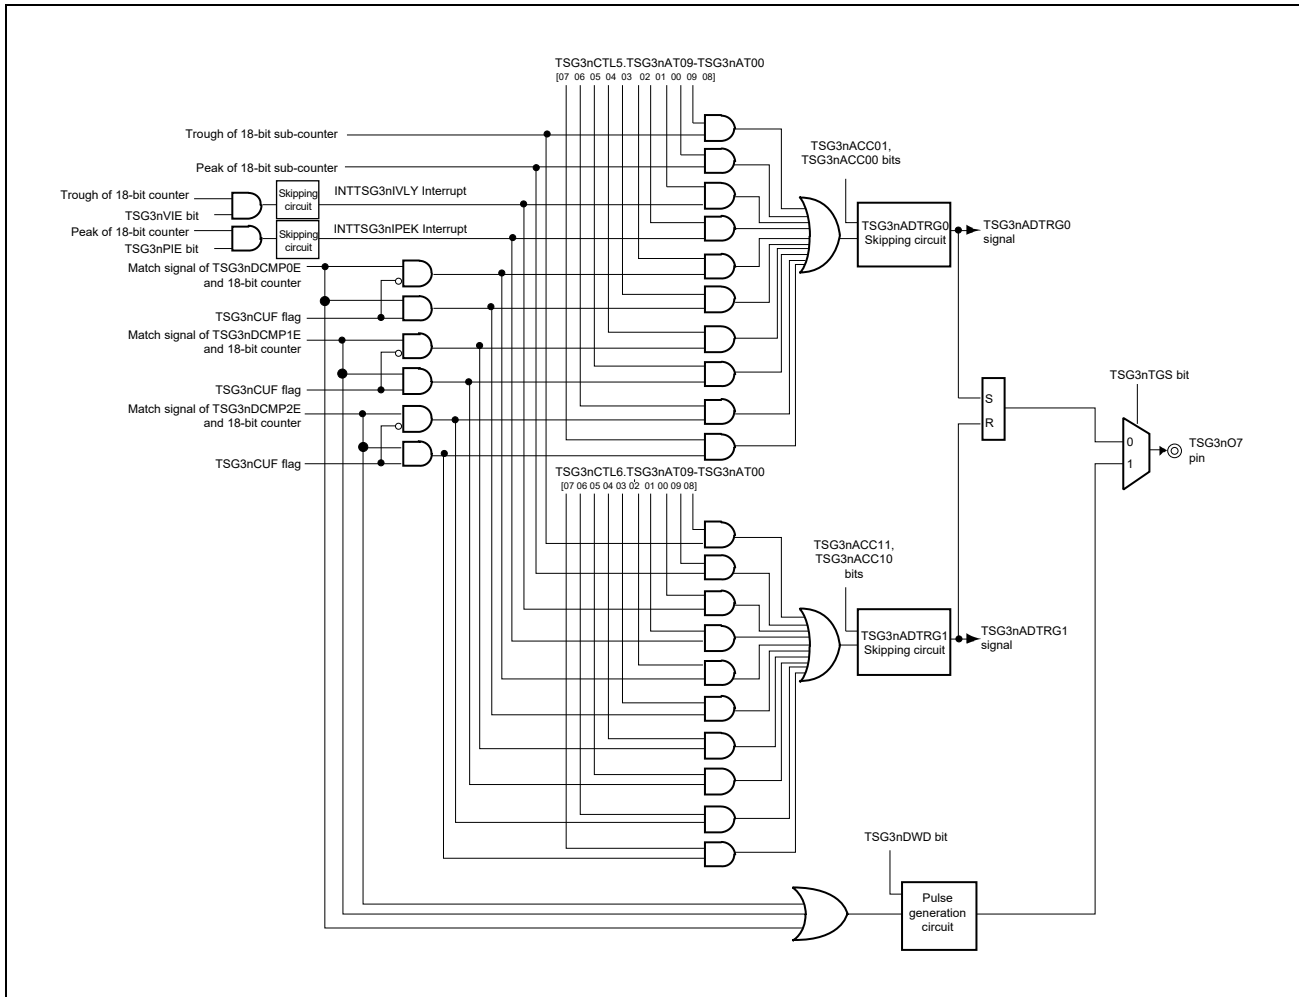 TSG3nCTL5.TSG3nAT09-TSG3nAT00
[07 06 05 04 03 02 01 00 09 08]
Trough of 18-bit sub-counter
Peak of 18-bit sub-counter
Trough of 18-bit counter
TSG3nVIE bit
Skipping
circuit
INTTSG3nIVLY Interrupt
Peak of 18-bit counter
TSG3nPIE bit
Skipping
circuit
INTTSG3nIPEK Interrupt
Match signal of TSG3nDCMP0E
and 18-bit counter
TSG3nCUF flag
Match signal of TSG3nDCMP1E
and 18-bit counter
TSG3nCUF flag
Match signal of TSG3nDCMP2E
and 18-bit counter
TSG3nCUF flag
TSG3nACC01,
TSG3nACC00 bits
TSG3nADTRG0
Skipping circuit
TSG3nADTRG0
signal
S
R
TSG3nTGS bit
0
1
TSG3nO7
pin
TSG3nCTL6.TSG3nAT09-TSG3nAT00
[07 06 05 04 03 02 01 00 09 08]
TSG3nACC11,
TSG3nACC10
bits
TSG3nADTRG1
Skipping circuit
TSG3nADTRG1
signal
TSG3nDWD bit
Pulse
generation
circuit